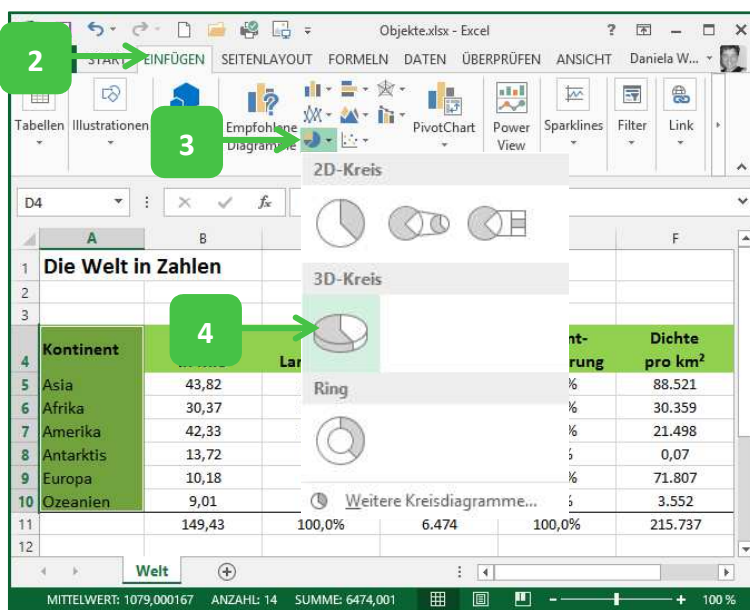 Objekte.xlsx - Excel
2
START EINFÜGEN SEITENLAYOUT FORMELN DATEN ÜBERPRÜFEN ANSICHT Daniela W...
Tabellen Illustrationen Empfohlene Diagramme PivotChart Power View Sparklines Filter Link
3
2D-Kreis
D4 fx
A B F
1 Die Welt in Zahlen
2
3D-Kreis
3
4
4 Kontinent Dichte pro km²
5 Asia 43,82 88.521
6 Afrika 30,37 30.359
Ring
7 Amerika 42,33 21.498
8 Antarktis 13,72 0,07
9 Europa 10,18 71.807
10 Ozeanien 9,01 3.552
Weitere Kreisdiagramme...
11 149,43 100,0% 6.474 100,0% 215.737
12
Welt
MITTELWERT: 1079,000167 ANZAHL: 14 SUMME: 6474,001 100 %